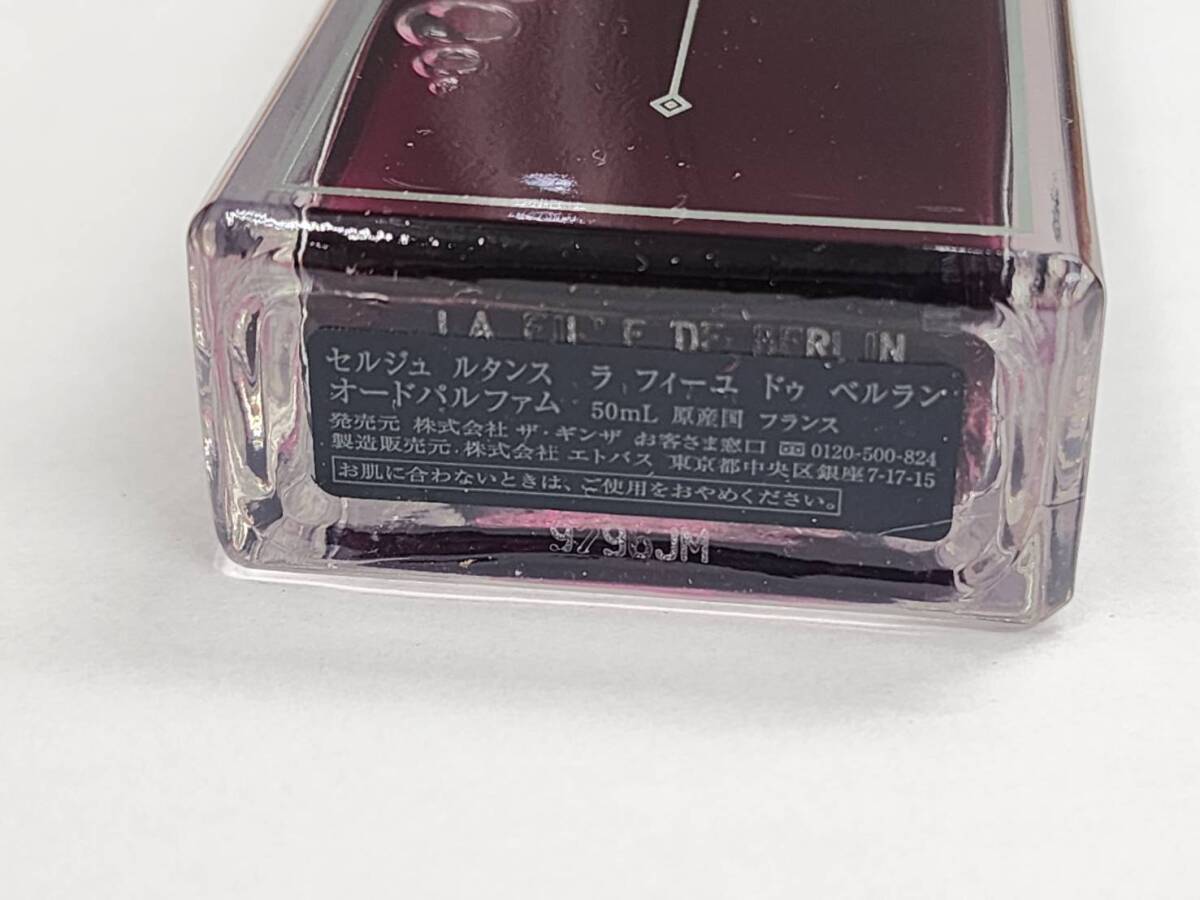 LA FILLE DE BERLIN
セルジュ ルタンス ラ フィーユ ドゥ ベルラン
オードパルファム 50mL 原産国 フランス
発売元 株式会社 ザ・ギンザ お客さま窓口 0120-500-824
製造販売元 株式会社 エトバス 東京都中央区銀座7-17-15
お肌に合わないときは、ご使用をおやめください。